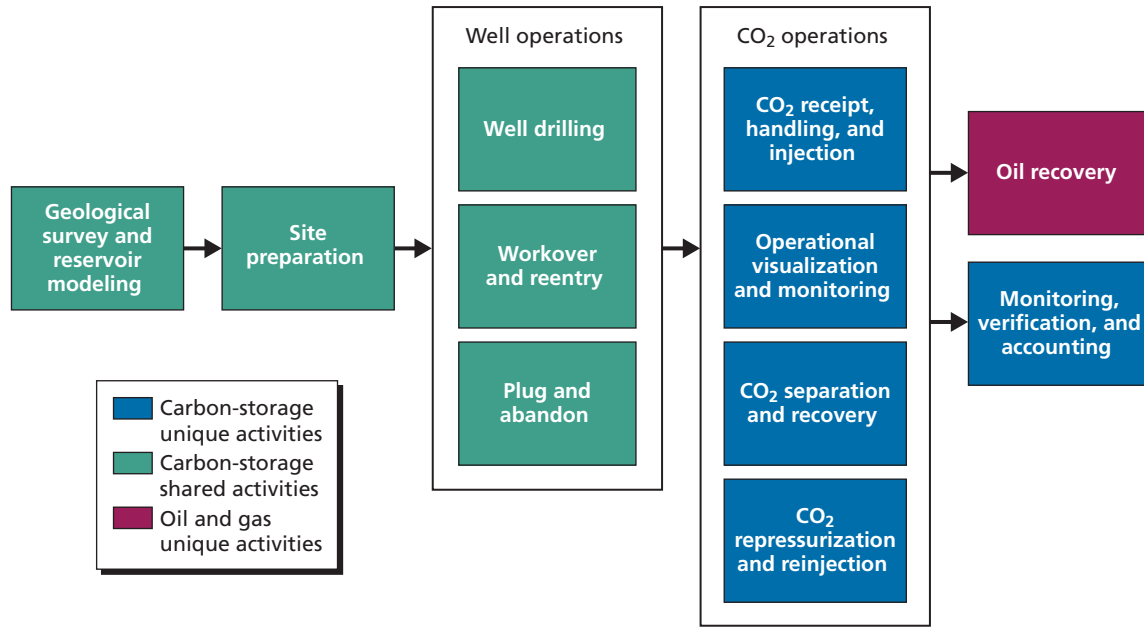 Geological
survey and
reservoir
modeling
Site
preparation
Well operations
Well drilling
Workover
and reentry
Plug and
abandon
CO₂ operations
CO₂ receipt,
handling, and
injection
Operational
visualization
and monitoring
CO₂ separation
and recovery
CO₂
repressurization
and reinjection
Oil recovery
Monitoring,
verification, and
accounting
Carbon-storage
unique activities
Carbon-storage
shared activities
Oil and gas
unique activities